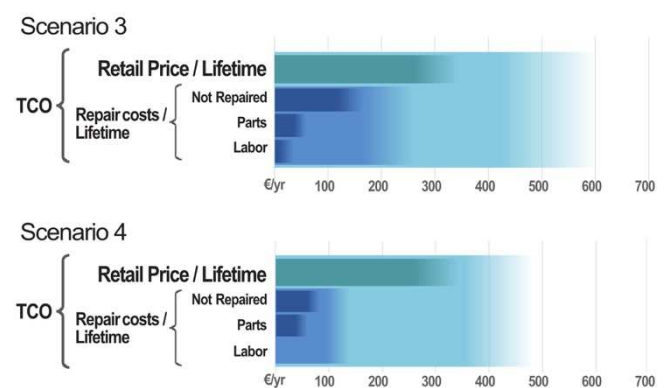 Scenario 3
Retail Price / Lifetime
TCO
Repair costs /
Lifetime
Not Repaired
Parts
Labor
€/yr 100 200 300 400 500 600 700
Scenario 4
Retail Price / Lifetime
TCO
Repair costs /
Lifetime
Not Repaired
Parts
Labor
€/yr 100 200 300 400 500 600 700